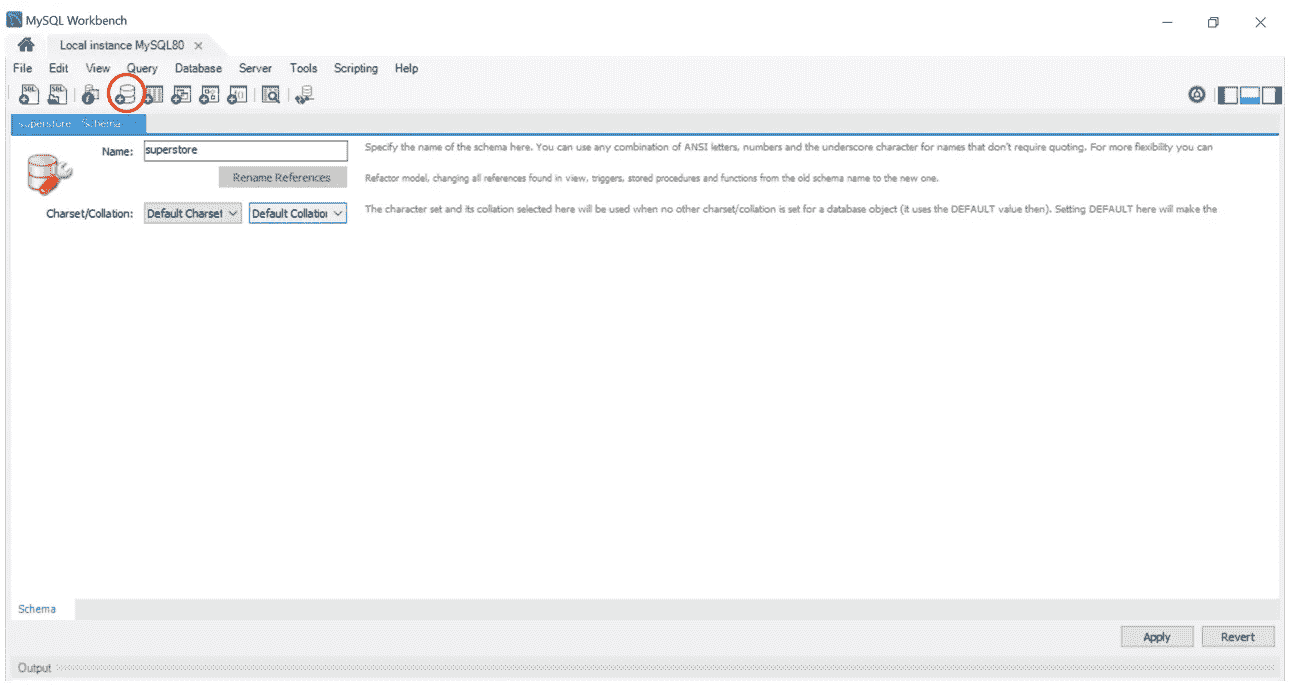 MySQL Workbench
Local instance MySQL80
File Edit View Query Database Server Tools Scripting Help
superstore - Schema
Name: superstore
Specify the name of the schema here. You can use any combination of ANSI letters, numbers and the underscore character for names that don't require quoting. For more flexibility you can
Rename References
Refactor model, changing all references found in view, triggers, stored procedures and functions from the old schema name to the new one.
Charset/Collation: Default Charset Default Collation
The character set and its collation selected here will be used when no other charset/collation is set for a database object (it uses the DEFAULT value then). Setting DEFAULT here will make the
Schema
Apply Revert
Output